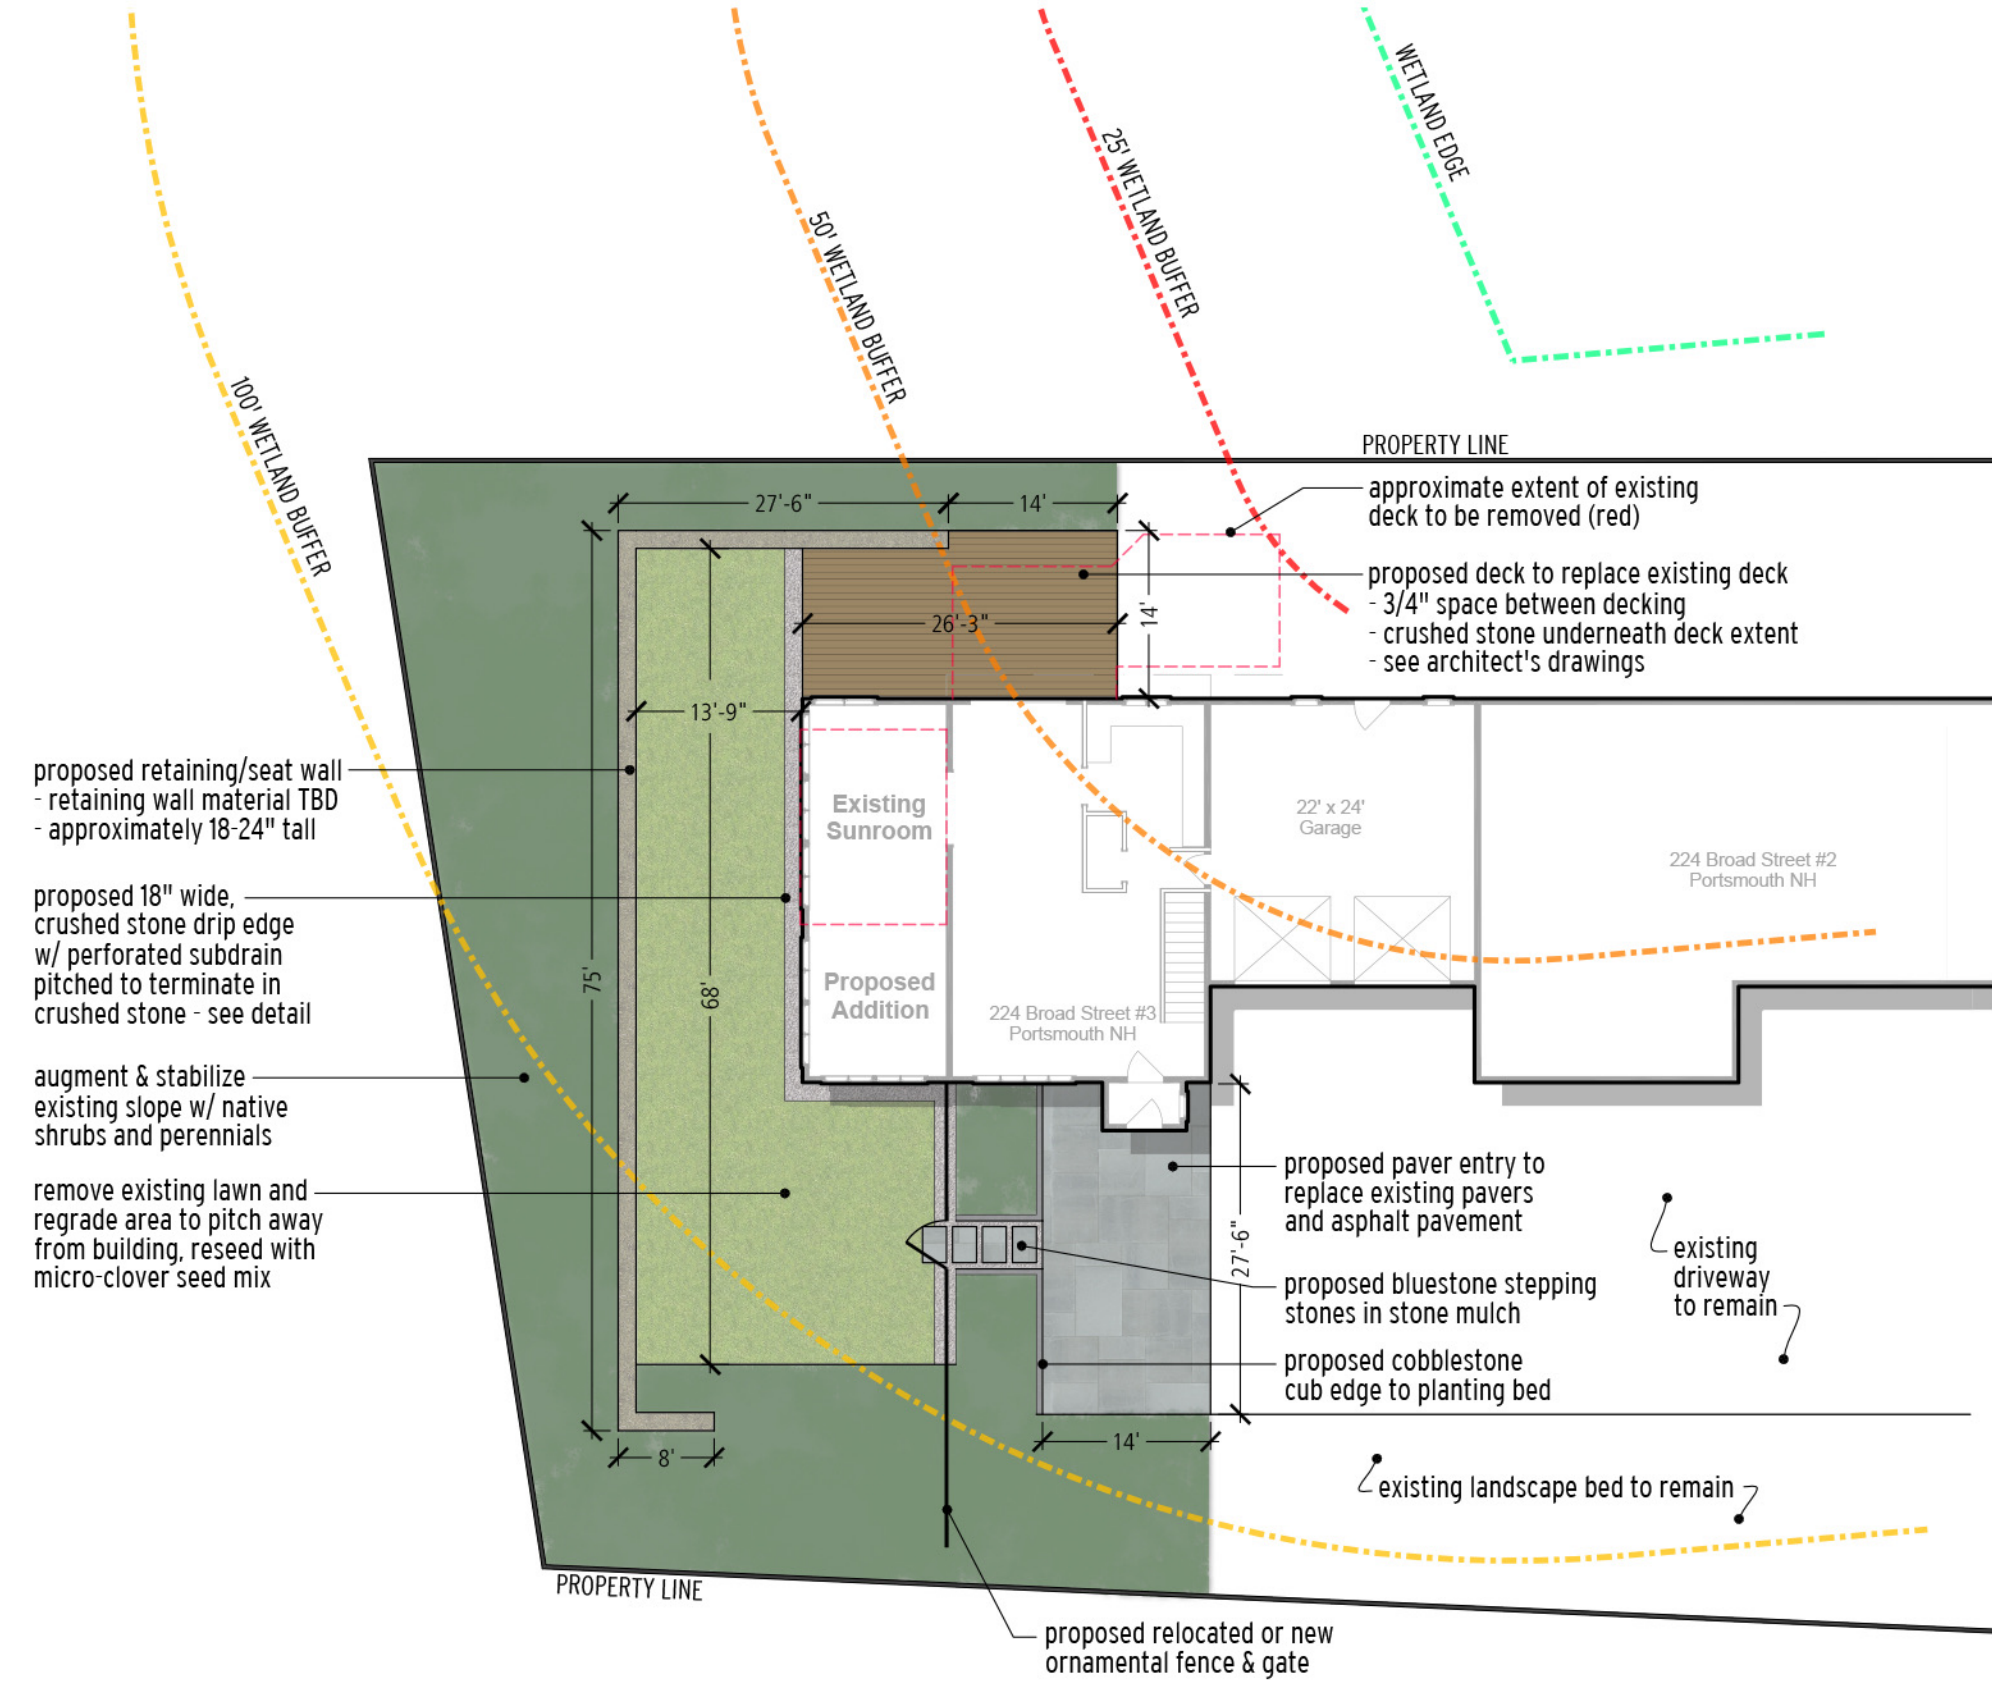 WETLAND EDGE
25' WETLAND BUFFER
50' WETLAND BUFFER
100' WETLAND BUFFER
PROPERTY LINE
approximate extent of existing
deck to be removed (red)
27'-6"
14'
proposed deck to replace existing deck
- 3/4" space between decking
- crushed stone underneath deck extent
- see architect's drawings
14'
26'-3"
13'-9"
proposed retaining/seat wall
- retaining wall material TBD
- approximately 18-24" tall
Existing
Sunroom
22' x 24'
Garage
224 Broad Street #2
Portsmouth NH
proposed 18" wide,
crushed stone drip edge
w/ perforated subdrain
pitched to terminate in
crushed stone - see detail
75'
68'
Proposed
Addition
224 Broad Street #3
Portsmouth NH
augment & stabilize
existing slope w/ native
shrubs and perennials
remove existing lawn and
regrade area to pitch away
from building, reseed with
micro-clover seed mix
proposed paver entry to
replace existing pavers
and asphalt pavement
27'-6"
existing
driveway
to remain
proposed bluestone stepping
stones in stone mulch
proposed cobblestone
cub edge to planting bed
14'
8'
existing landscape bed to remain
PROPERTY LINE
proposed relocated or new
ornamental fence & gate